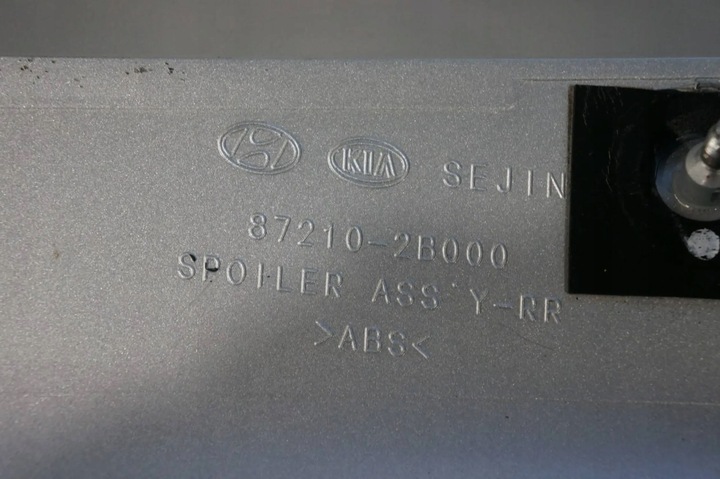 KIA SEJIN
87210-2B000
SPOILER ASS'Y-RR
>ABS<